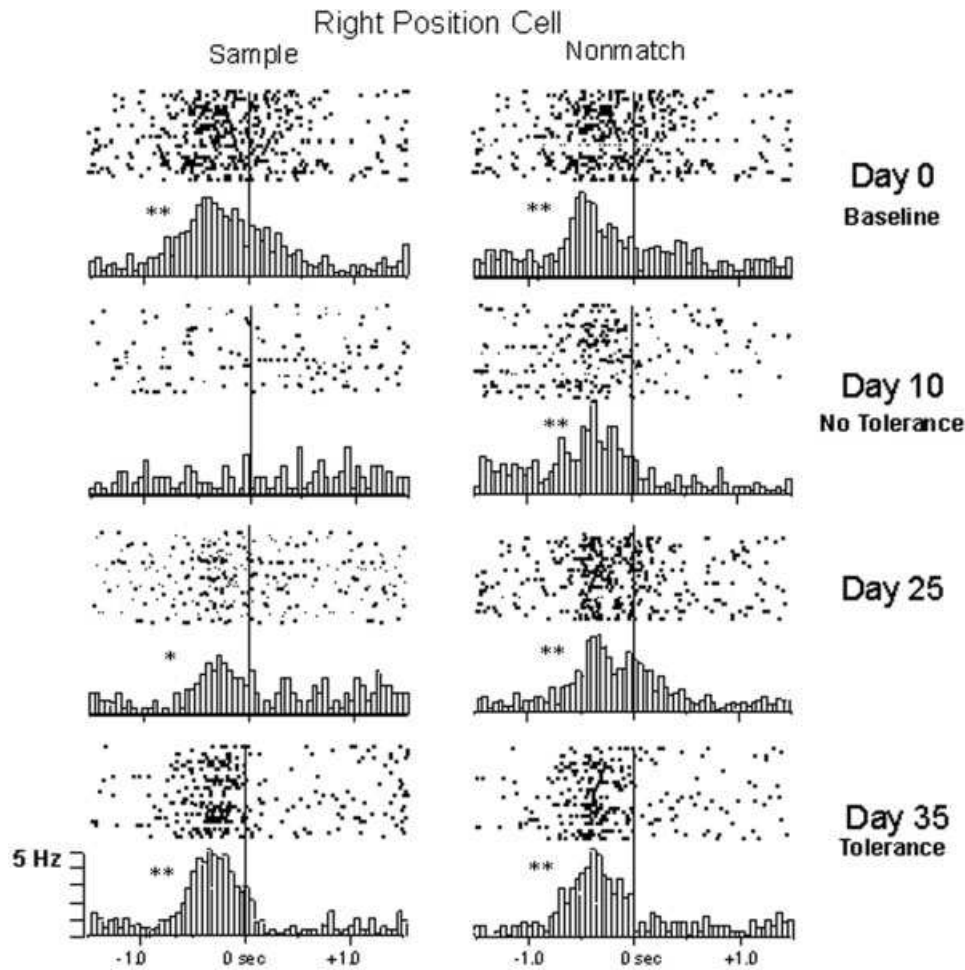 Right Position Cell
Sample
Nonmatch
**
**
Day 0
Baseline
**
Day 10
No Tolerance
*
**
Day 25
**
**
Day 35
Tolerance
5 Hz
-1.0 0 sec +1.0
-1.0 0 sec +1.0